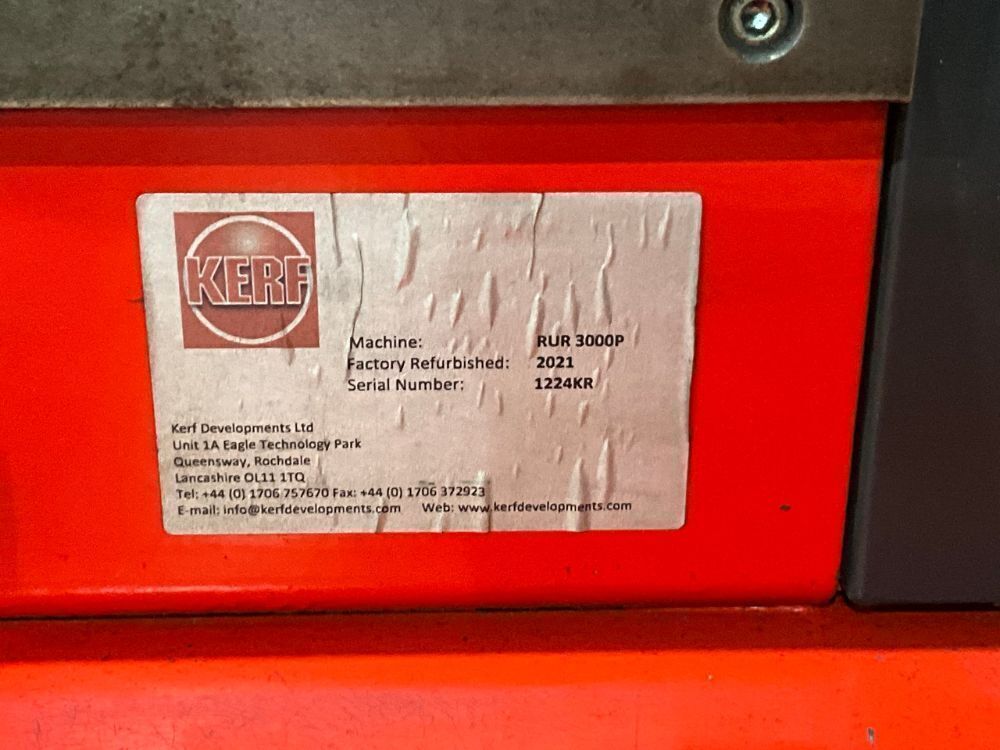 KERF
Machine: RUR 3000P
Factory Refurbished: 2021
Serial Number: 1224KR
Kerf Developments Ltd
Unit 1A Eagle Technology Park
Queensway, Rochdale
Lancashire OL11 1TQ
Tel: +44 (0) 1706 757670 Fax: +44 (0) 1706 372923
E-mail: info@kerfdevelopments.com Web: www.kerfdevelopments.com